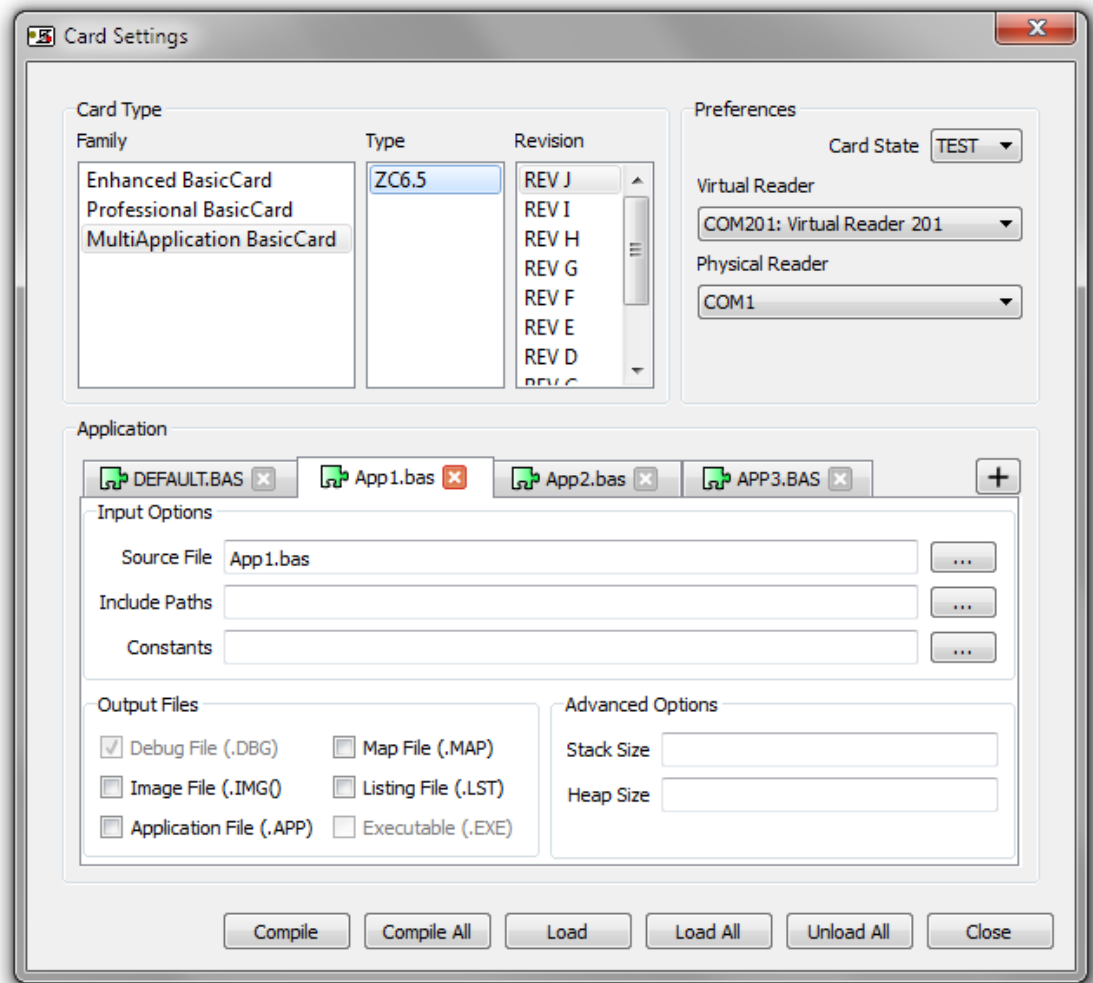 Card Settings
Card Type
Family
Type
Revision
Enhanced BasicCard
Professional BasicCard
MultiApplication BasicCard
ZC6.5
REV J
REV I
REV H
REV G
REV F
REV E
REV D
REV C
Preferences
Card State TEST
Virtual Reader
COM201: Virtual Reader 201
Physical Reader
COM1
Application
DEFAULT.BAS
App1.bas
App2.bas
APP3.BAS
+
Input Options
Source File App1.bas ...
Include Paths ...
Constants ...
Output Files
Debug File (.DBG) Map File (.MAP)
Image File (.IMG() Listing File (.LST)
Application File (.APP) Executable (.EXE)
Advanced Options
Stack Size
Heap Size
Compile Compile All Load Load All Unload All Close